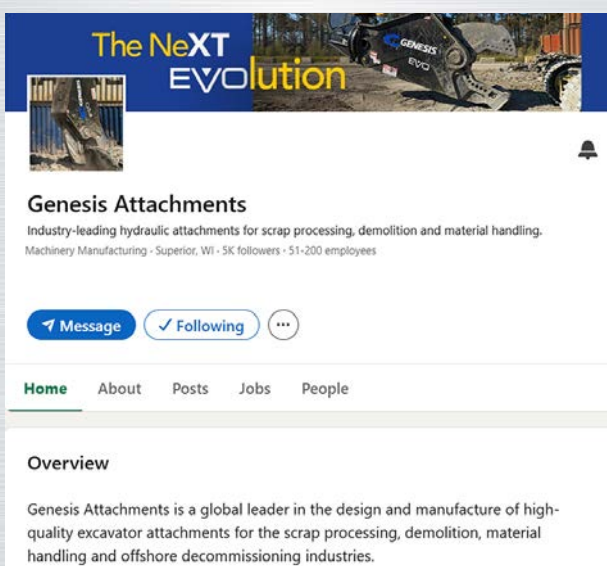 The NeXT
EVOlution
GENESIS
EVO
Genesis Attachments
Industry-leading hydraulic attachments for scrap processing, demolition and material handling.
Machinery Manufacturing · Superior, WI · 5K followers · 51-200 employees
Message
Following
Home About Posts Jobs People
Overview
Genesis Attachments is a global leader in the design and manufacture of high-
quality excavator attachments for the scrap processing, demolition, material
handling and offshore decommissioning industries.